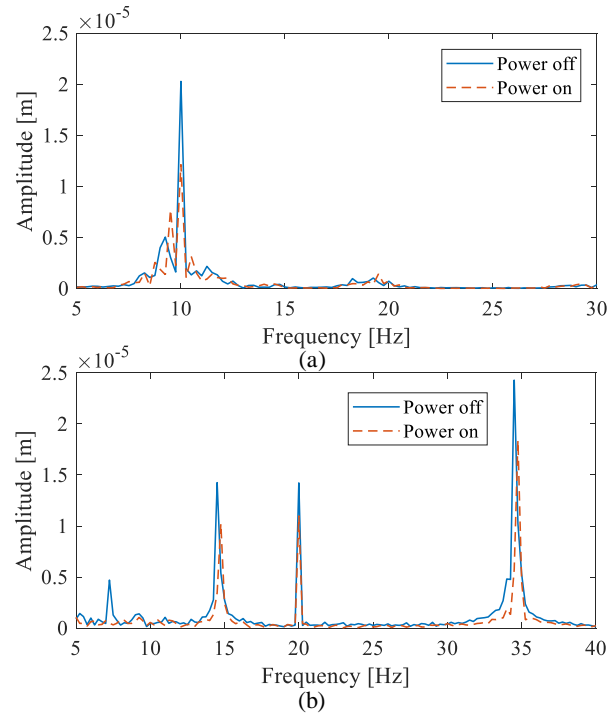 ×10-5
2.5
2
1.5
1
0.5
0
Amplitude [m]
Power off
Power on
5 10 15 20 25 30
Frequency [Hz]
(a)
×10-5
2.5
2
1.5
1
0.5
0
Amplitude [m]
Power off
Power on
5 10 15 20 25 30 35 40
Frequency [Hz]
(b)